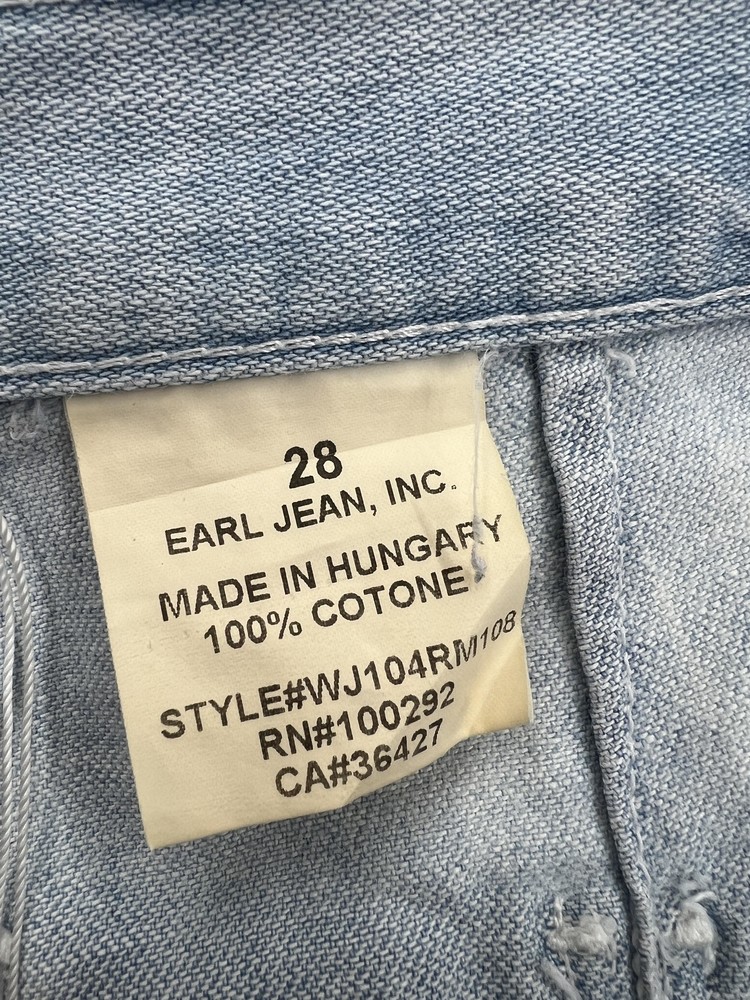 28
EARL JEAN, INC.
MADE IN HUNGARY
100% COTONE
STYLE#WJ104RM108
RN#100292
CA#36427